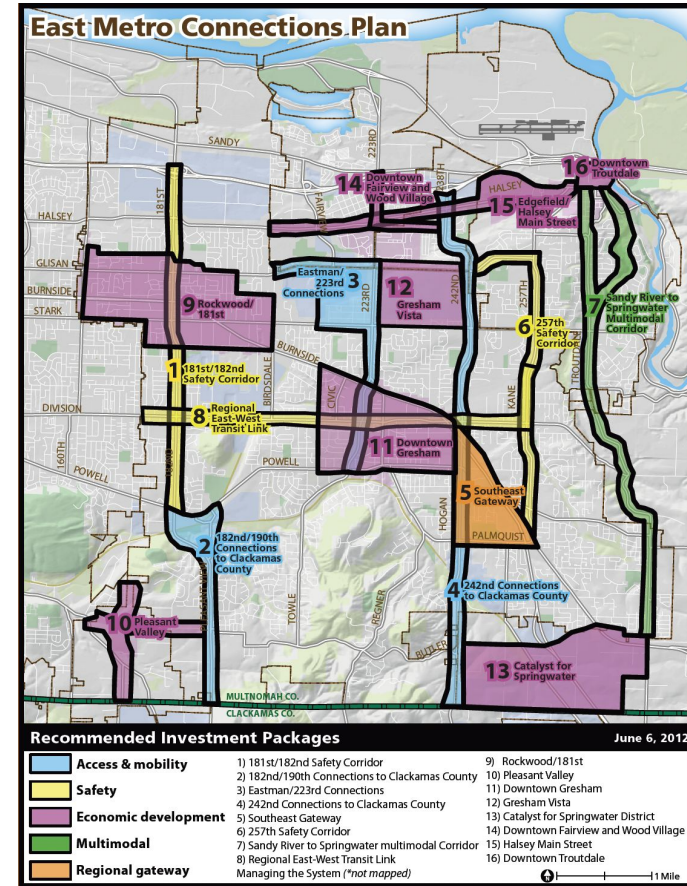 East Metro Connections Plan
SANDY
223RD
238TH
181ST
FAIRVIEW
HALSEY
HALSEY
14 Downtown
Fairview and
Wood Village
16 Downtown
Troutdale
15 Edgefield/
Halsey
Main Street
GLISAN
BURNSIDE
STARK
Eastman/
223rd
Connections 3
223RD
12
Gresham
Vista
242ND
257TH
9 Rockwood/
181st
6 257th
Safety
Corridor
7 Sandy River to
Springwater
Multimodal
Corridor
TROUTDALE
BURNSIDE
1 181st/182nd
Safety Corridor
BIRDSDALE
CIVIC
KANE
DIVISION
8 Regional
East-West
Transit Link
160TH
POWELL
POWELL
11 Downtown
Gresham
HOGAN
5 Southeast
Gateway
PALMQUIST
2 182nd/190th
Connections
to Clackamas
County
4 242nd Connections
to Clackamas County
TOWLE
REGNER
BUTLER
10 Pleasant
Valley
13 Catalyst for
Springwater
MULTNOMAH CO.
CLACKAMAS CO.
Recommended Investment Packages
June 6, 2012
Access & mobility
Safety
Economic development
Multimodal
Regional gateway
1) 181st/182nd Safety Corridor
2) 182nd/190th Connections to Clackamas County
3) Eastman/223rd Connections
4) 242nd Connections to Clackamas County
5) Southeast Gateway
6) 257th Safety Corridor
7) Sandy River to Springwater multimodal Corridor
8) Regional East-West Transit Link
Managing the System (*not mapped)
9) Rockwood/181st
10) Pleasant Valley
11) Downtown Gresham
12) Gresham Vista
13) Catalyst for Springwater District
14) Downtown Fairview and Wood Village
15) Halsey Main Street
16) Downtown Troutdale
1 Mile